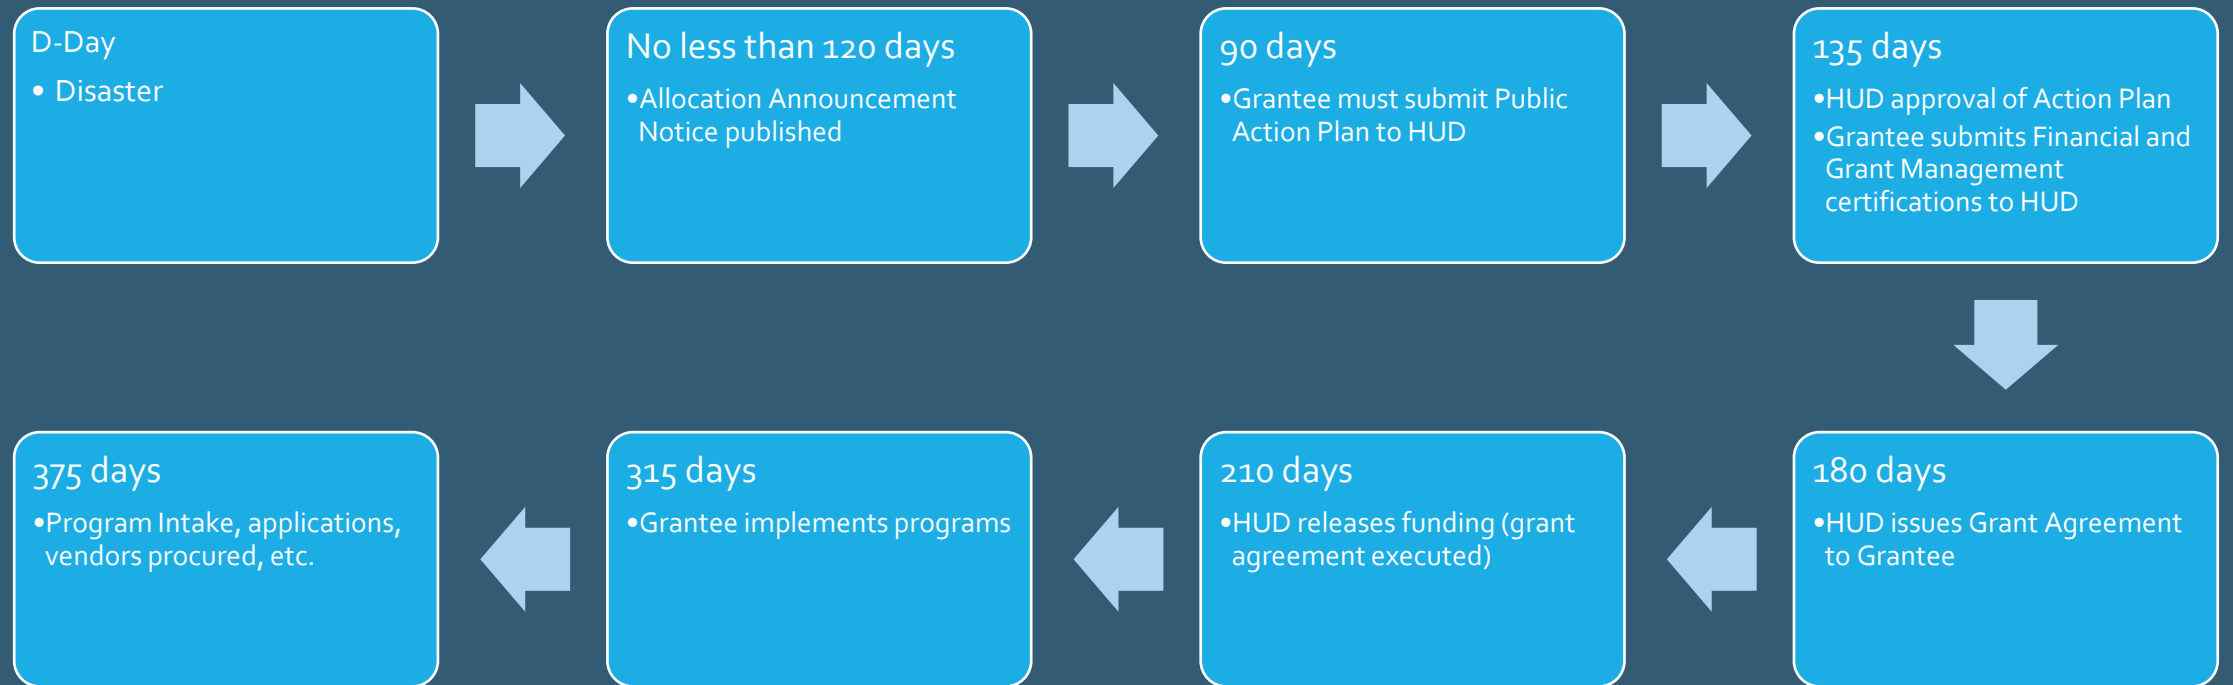 D-Day
• Disaster
No less than 120 days
•Allocation Announcement
Notice published
90 days
•Grantee must submit Public
Action Plan to HUD
135 days
•HUD approval of Action Plan
•Grantee submits Financial and
Grant Management
certifications to HUD
180 days
•HUD issues Grant Agreement
to Grantee
210 days
•HUD releases funding (grant
agreement executed)
315 days
•Grantee implements programs
375 days
•Program Intake, applications,
vendors procured, etc.